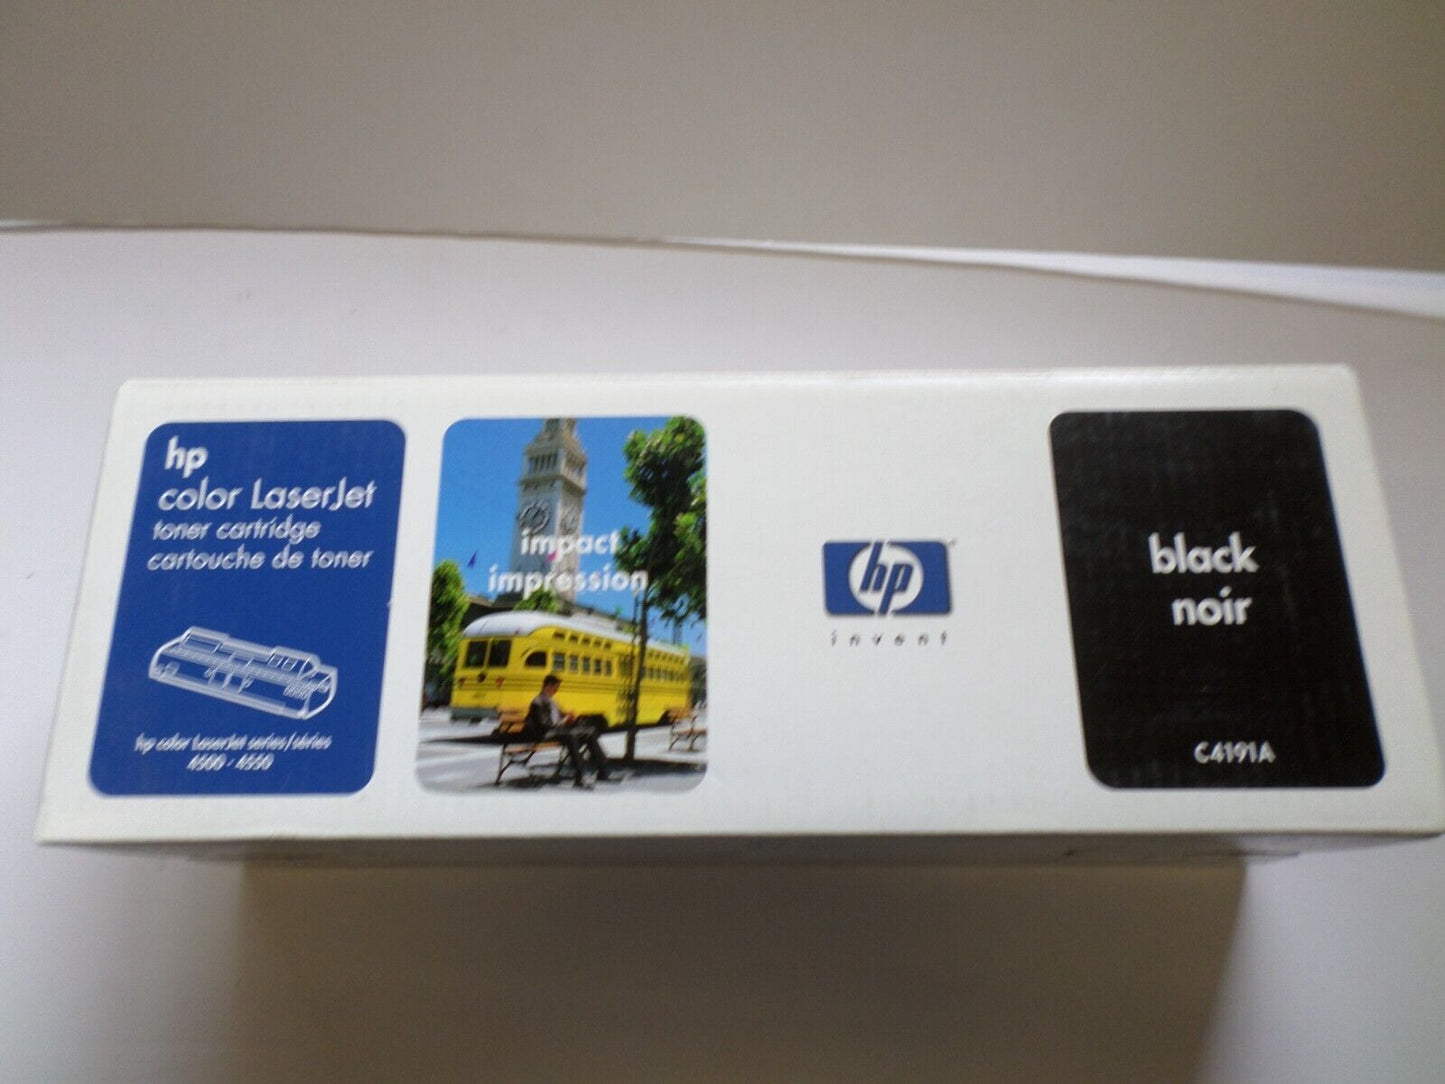 hp
color LaserJet
toner cartridge
cartouche de toner
hp color LaserJet series/séries
4500 · 4550
impact
impression
hp
invent
black
noir
C4191A